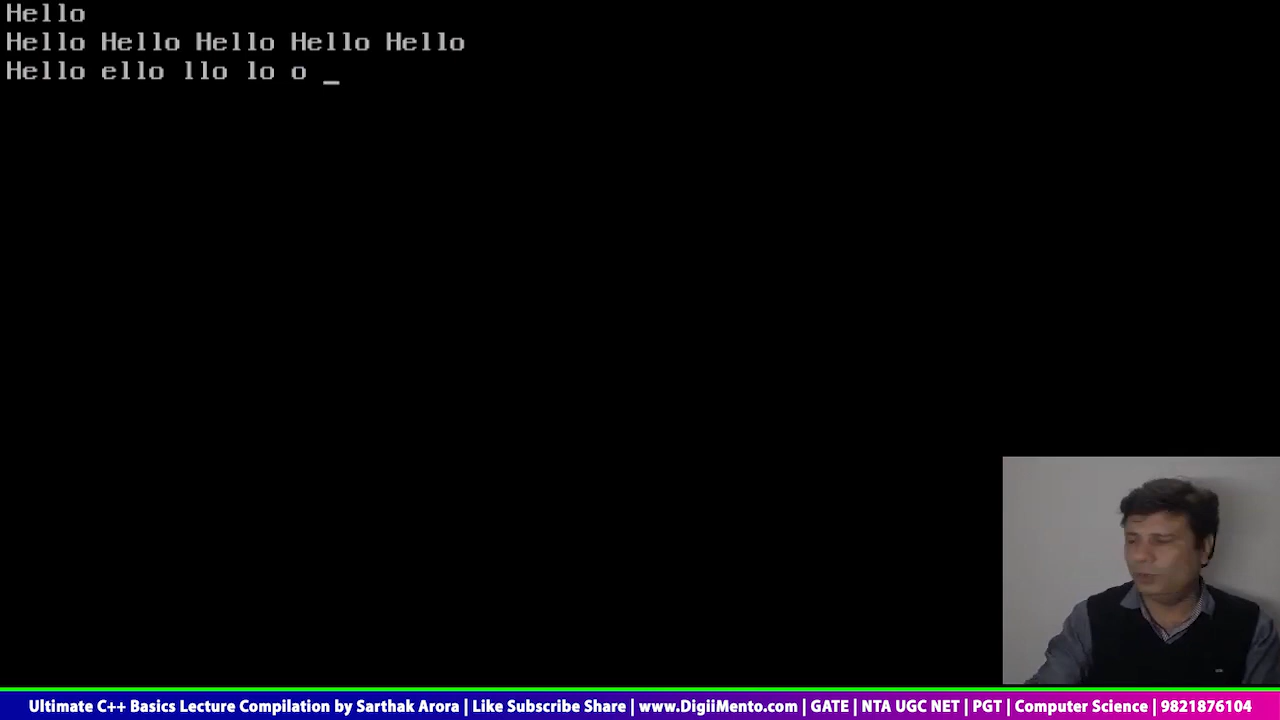 Hello
Hello Hello Hello Hello Hello
Hello ello llo lo o _
Ultimate C++ Basics Lecture Compilation by Sarthak Arora | Like Subscribe Share | www.DigiiMento.com | GATE | NTA UGC NET | PGT | Computer Science | 9821876104